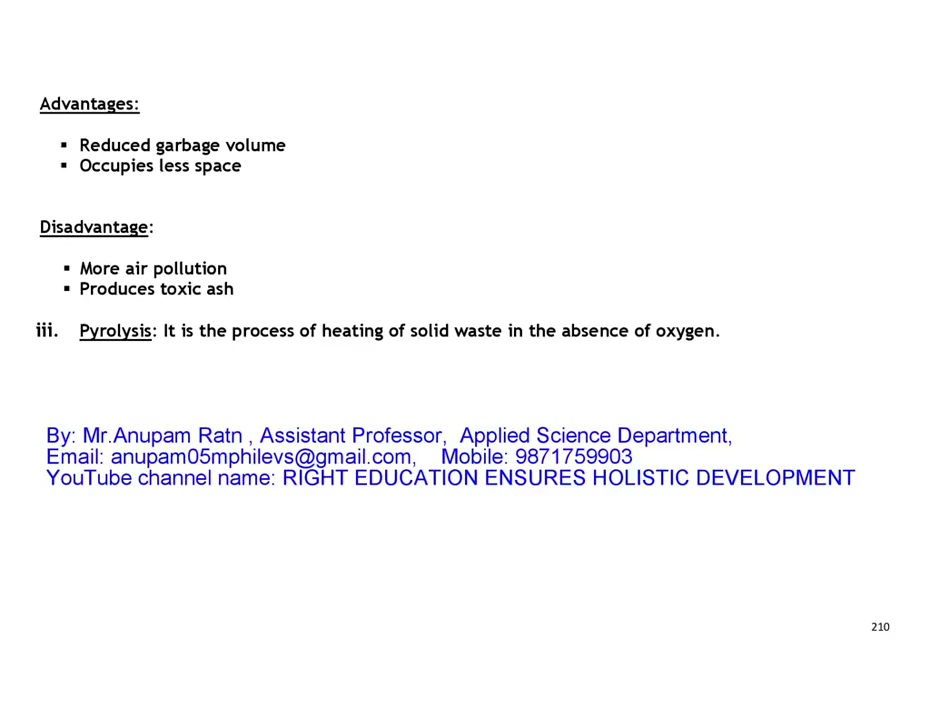 Advantages:
▪ Reduced garbage volume
▪ Occupies less space
Disadvantage:
▪ More air pollution
▪ Produces toxic ash
iii. Pyrolysis: It is the process of heating of solid waste in the absence of oxygen.
By: Mr.Anupam Ratn , Assistant Professor, Applied Science Department,
Email: anupam05mphilevs@gmail.com, Mobile: 9871759903
YouTube channel name: RIGHT EDUCATION ENSURES HOLISTIC DEVELOPMENT
210